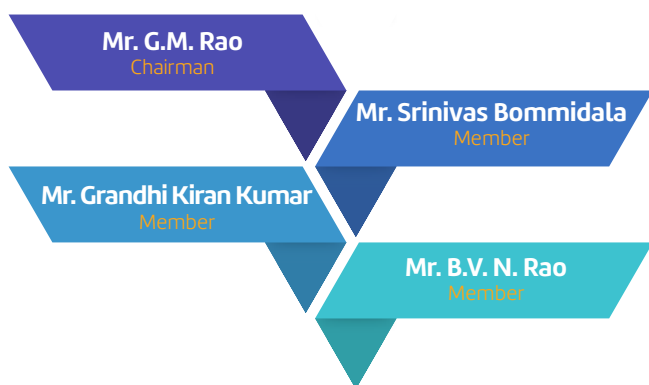 Mr. G.M. Rao
Chairman
Mr. Srinivas Bommidala
Member
Mr. Grandhi Kiran Kumar
Member
Mr. B.V. N. Rao
Member